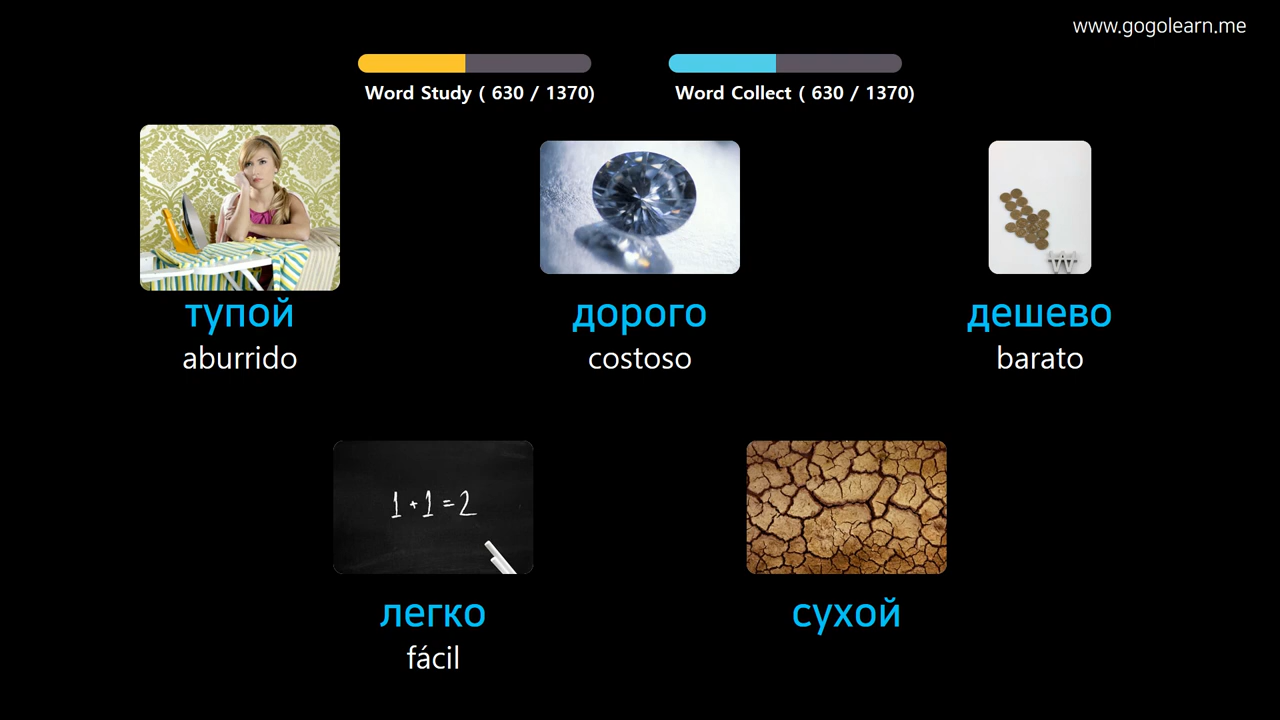 www.gogolearn.me
Word Study ( 630 / 1370)
Word Collect ( 630 / 1370)
тупой
aburrido
дорого
costoso
дешево
barato
1+1=2
легко
fácil
сухой